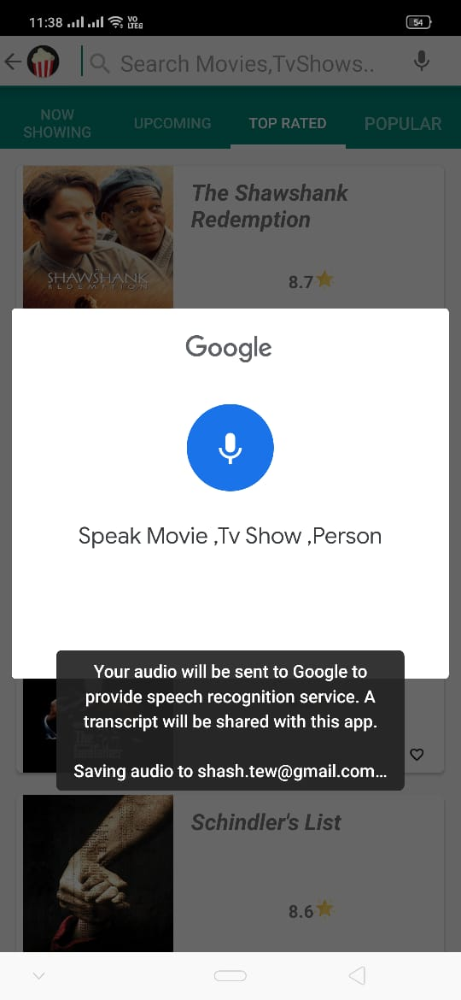 11:38
VO
LTE
54
Search Movies,TvShows..
NOW
SHOWING
UPCOMING
TOP RATED
POPULAR
SHAWSHANK
REDEMPTION
The Shawshank
Redemption
8.7
Google
Speak Movie ,Tv Show ,Person
Your audio will be sent to Google to
provide speech recognition service. A
transcript will be shared with this app.
Saving audio to shash.tew@gmail.com…
Schindler's List
8.6